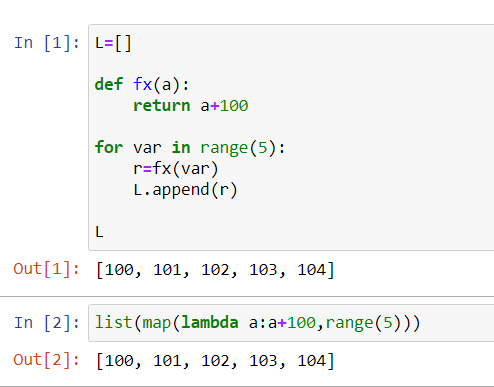 In [1]: L=[]
def fx(a):
    return a+100
for var in range(5):
    r=fx(var)
    L.append(r)
L
Out[1]: [100, 101, 102, 103, 104]
In [2]: list(map(lambda a:a+100,range(5)))
Out[2]: [100, 101, 102, 103, 104]